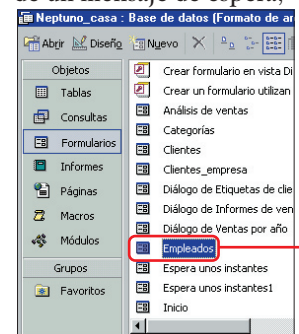 de un mensaje de espera,
Neptuno_casa : Base de datos (Formato de ar
Abrir Diseño Nuevo
Objetos
Tablas
Consultas
Formularios
Informes
Páginas
Macros
Módulos
Grupos
Favoritos
Crear formulario en vista Di
Crear un formulario utilizan
Análisis de ventas
Categorías
Clientes
Clientes_empresa
Diálogo de Etiquetas de clie
Diálogo de Informes de ven
Diálogo de Ventas por año
Empleados
Espera unos instantes
Espera unos instantes1
Inicio